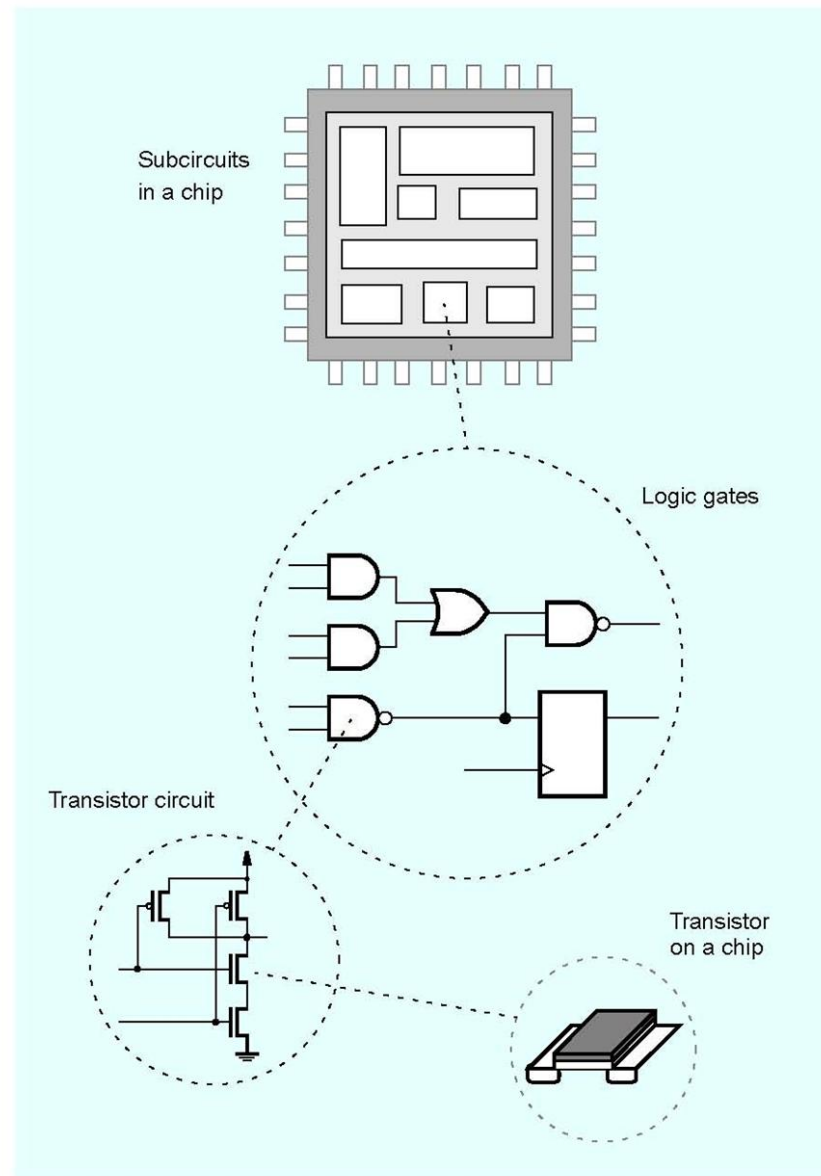 Subcircuits
in a chip
Logic gates
Transistor circuit
Transistor
on a chip